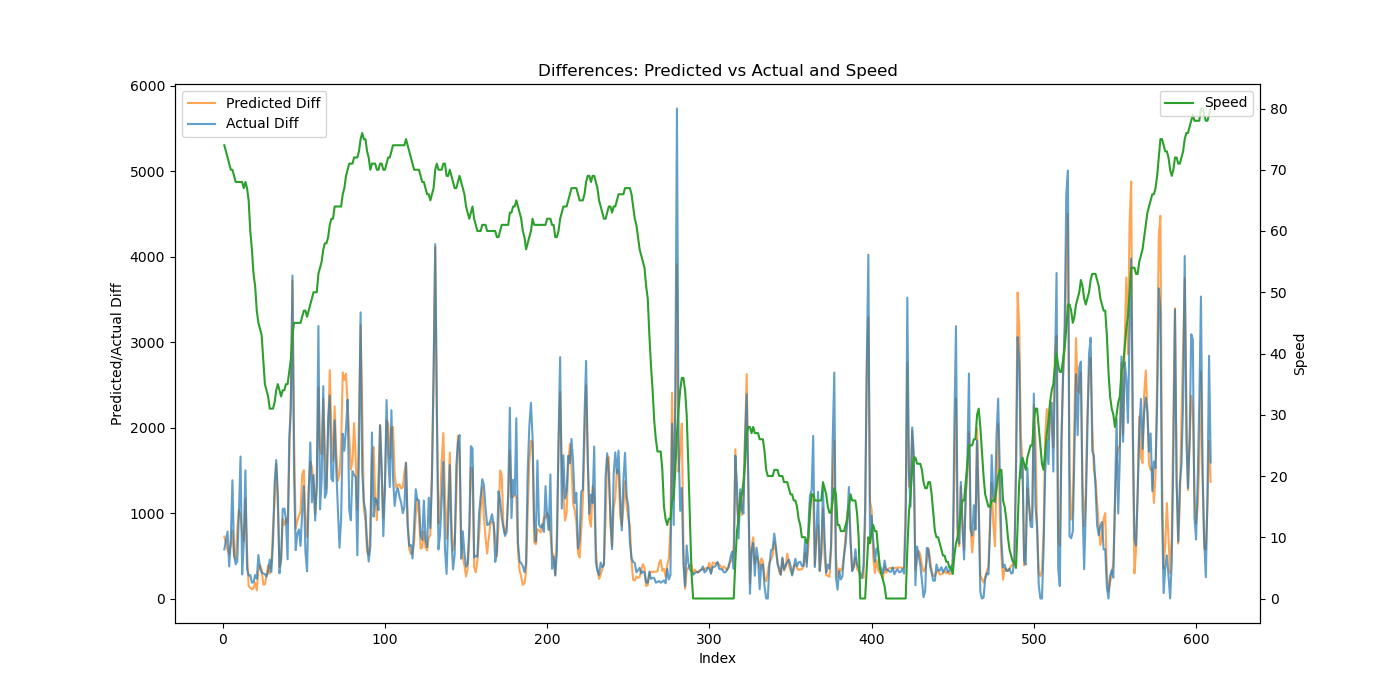 Differences: Predicted vs Actual and Speed
Predicted Diff
Actual Diff
Speed
6000
5000
4000
3000
2000
1000
0
Predicted/Actual Diff
80
70
60
50
40
30
20
10
0
Speed
0 100 200 300 400 500 600
Index